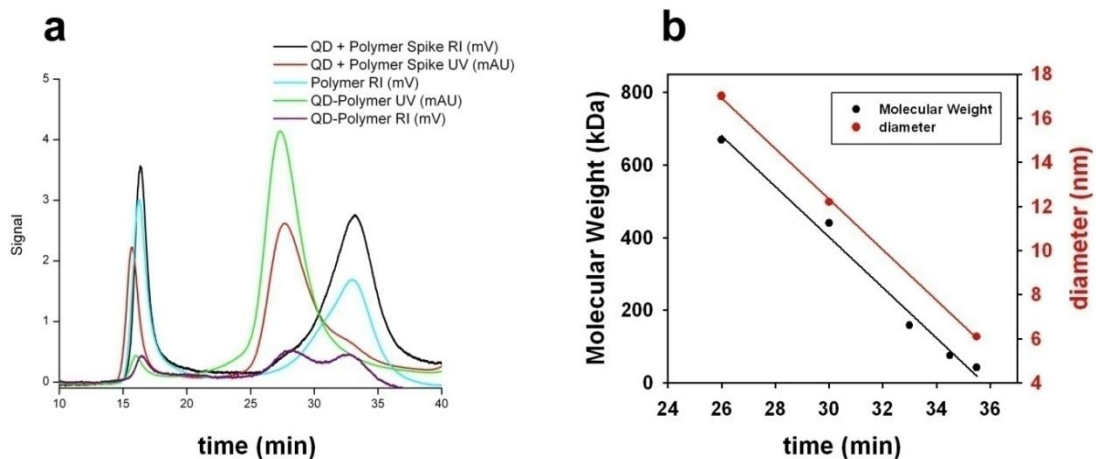 a
QD + Polymer Spike RI (mV)
QD + Polymer Spike UV (mAU)
Polymer RI (mV)
QD-Polymer UV (mAU)
QD-Polymer RI (mV)
5
4
3
2
1
0
Signal
10 15 20 25 30 35 40
time (min)
b
Molecular Weight
diameter
800
600
400
200
0
Molecular Weight (kDa)
18
16
14
12
10
8
6
4
diameter (nm)
24 26 28 30 32 34 36
time (min)